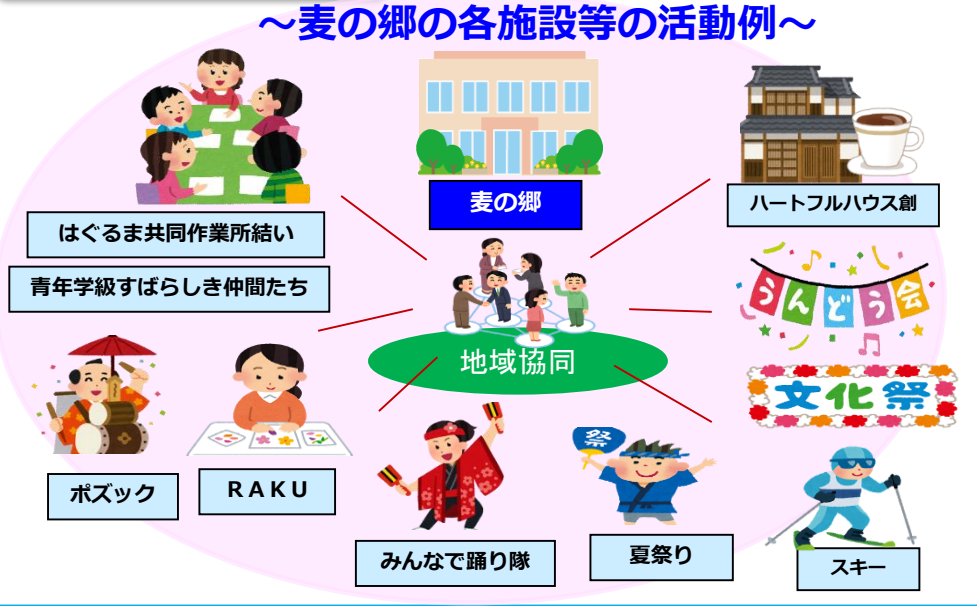 ～麦の郷の各施設等の活動例～
麦の郷
ハートフルハウス創
はぐるま共同作業所結い
青年学級すばらしき仲間たち
うんどう会
地域協同
文化祭
ポズック
ＲＡＫＵ
祭
みんなで踊り隊
夏祭り
スキー